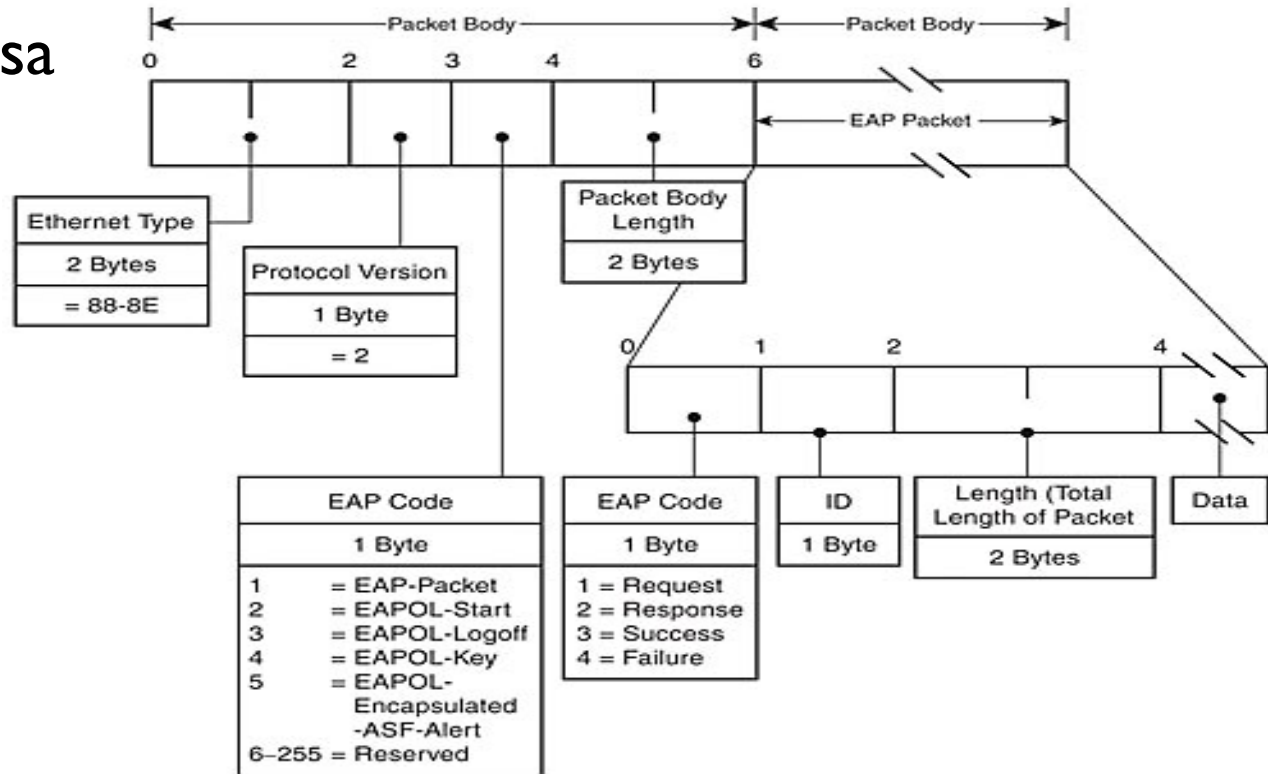 Packet Body Packet Body
sa
0 2 3 4 6
EAP Packet
Ethernet Type
2 Bytes
= 88-8E
Protocol Version
1 Byte
= 2
Packet Body
Length
2 Bytes
0 1 2 4
EAP Code
1 Byte
1 = EAP-Packet
2 = EAPOL-Start
3 = EAPOL-Logoff
4 = EAPOL-Key
5 = EAPOL-
Encapsulated
-ASF-Alert
6–255 = Reserved
EAP Code
1 Byte
1 = Request
2 = Response
3 = Success
4 = Failure
ID
1 Byte
Length (Total
Length of Packet
2 Bytes
Data